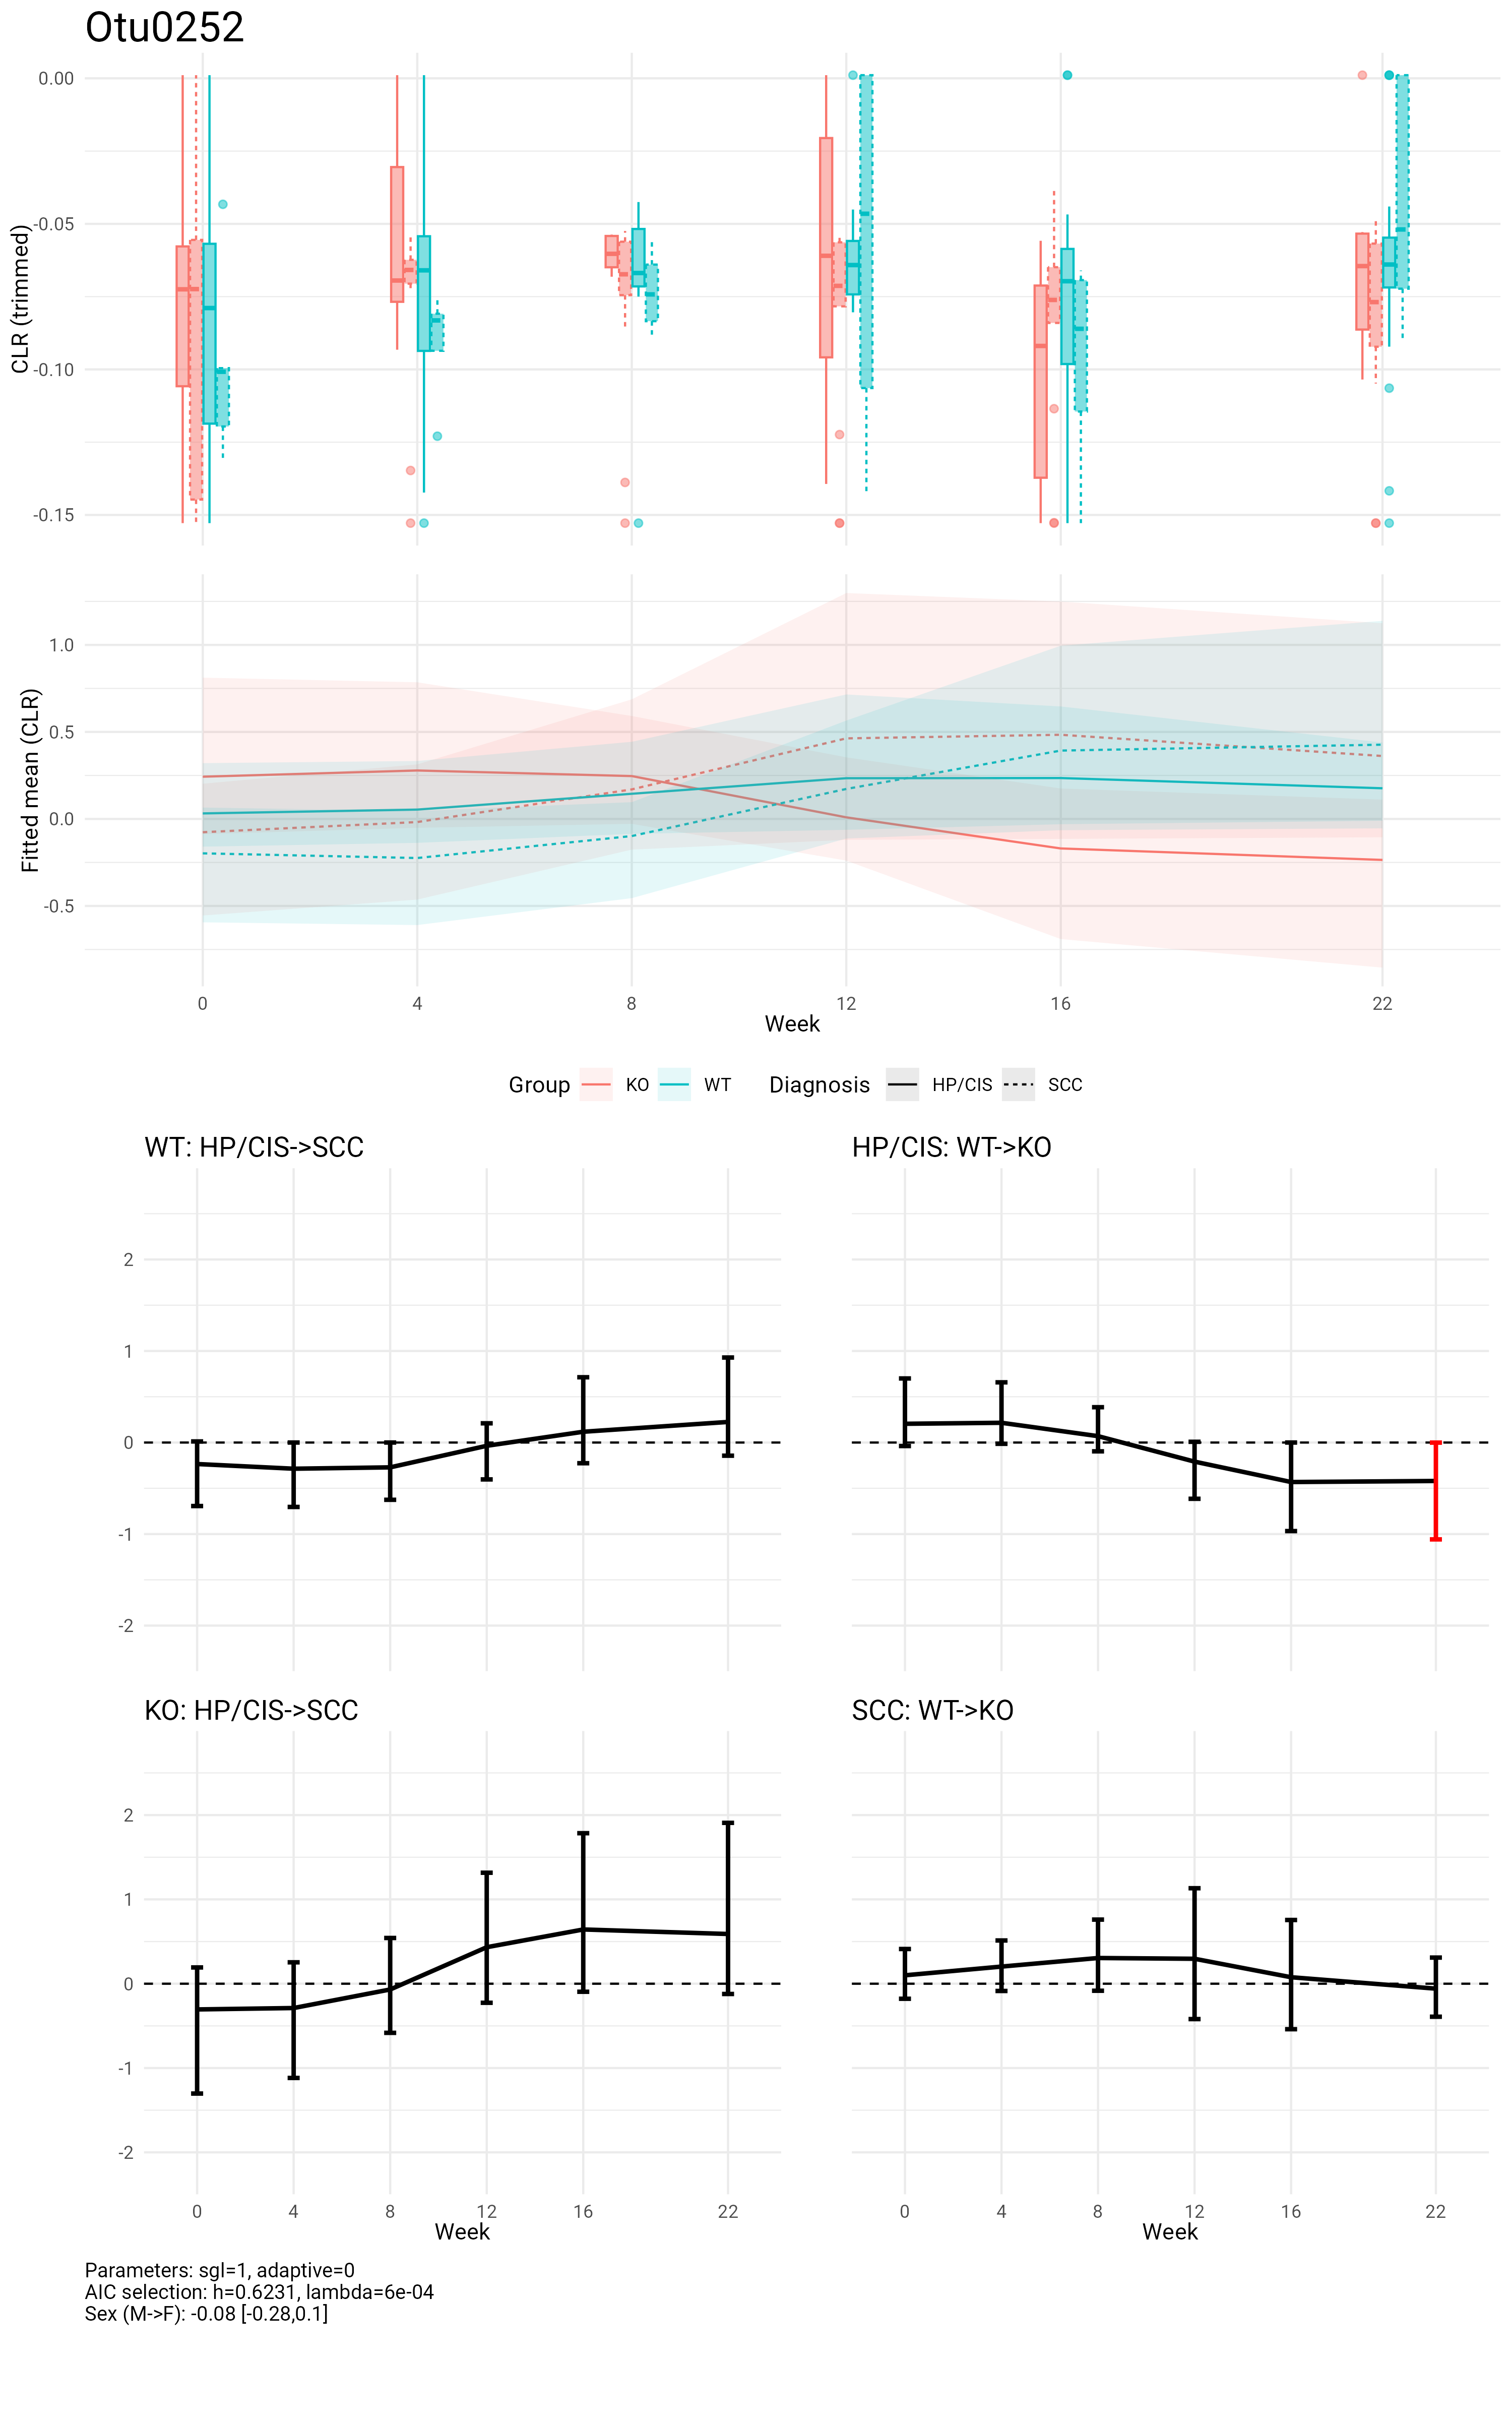 Otu0252
CLR (trimmed)
0.00
-0.05
-0.10
-0.15
Fitted mean (CLR)
1.0
0.5
0.0
-0.5
0 4 8 12 16 22
Week
Group KO WT Diagnosis HP/CIS SCC
WT: HP/CIS->SCC
2
1
0
-1
-2
HP/CIS: WT->KO
KO: HP/CIS->SCC
2
1
0
-1
-2
0 4 8 12 16 22
Week
SCC: WT->KO
0 4 8 12 16 22
Week
Parameters: sgl=1, adaptive=0
AIC selection: h=0.6231, lambda=6e-04
Sex (M->F): -0.08 [-0.28,0.1]